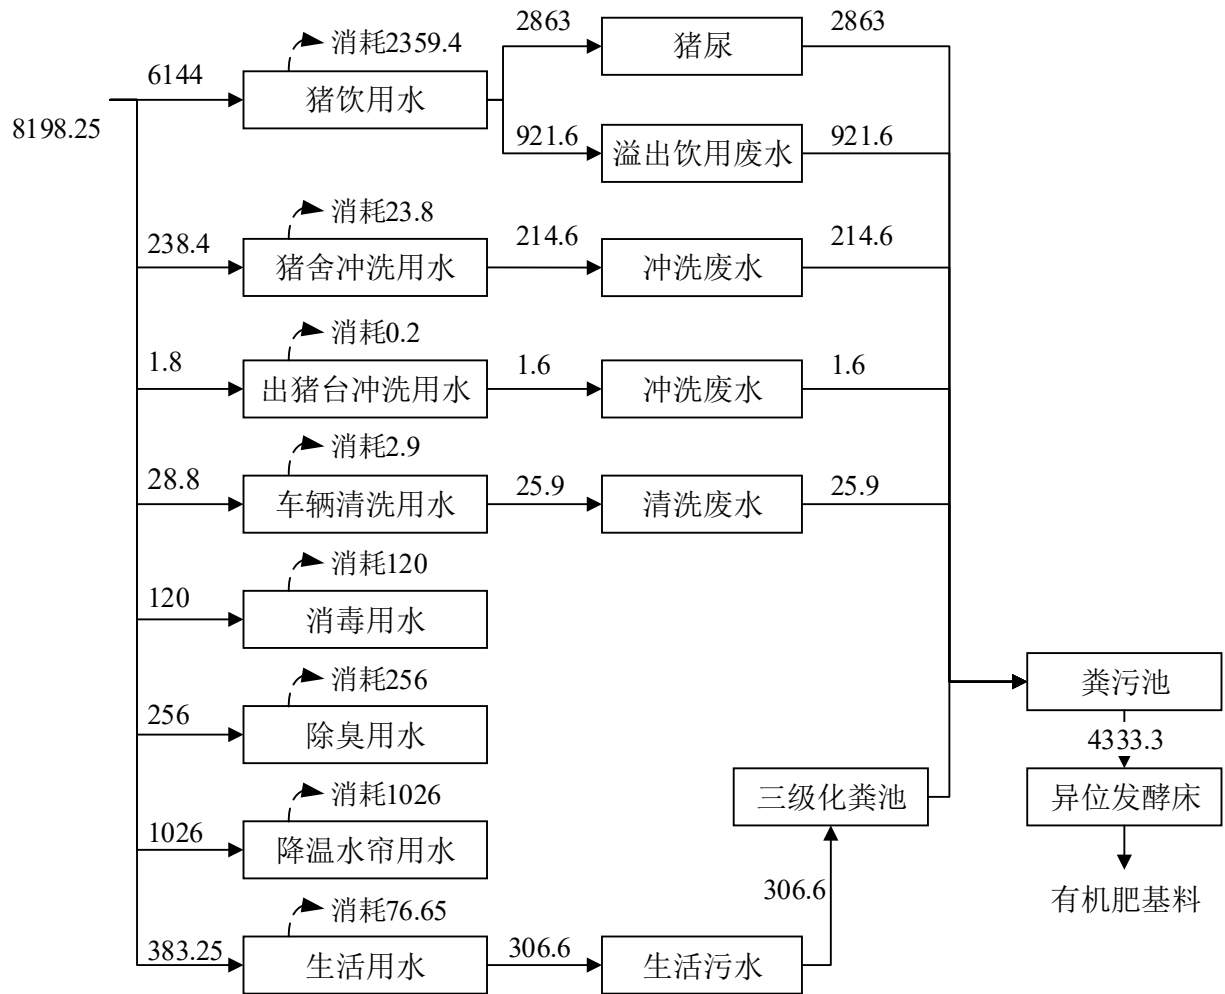 消耗2359.4
2863
猪尿
2863
6144
猪饮用水
8198.25
921.6
溢出饮用废水
921.6
消耗23.8
238.4
猪舍冲洗用水
214.6
冲洗废水
214.6
消耗0.2
1.8
出猪台冲洗用水
1.6
冲洗废水
1.6
消耗2.9
28.8
车辆清洗用水
25.9
清洗废水
25.9
消耗120
120
消毒用水
消耗256
256
除臭用水
粪污池
4333.3
消耗1026
1026
降温水帘用水
三级化粪池
异位发酵床
306.6
有机肥基料
消耗76.65
383.25
生活用水
306.6
生活污水